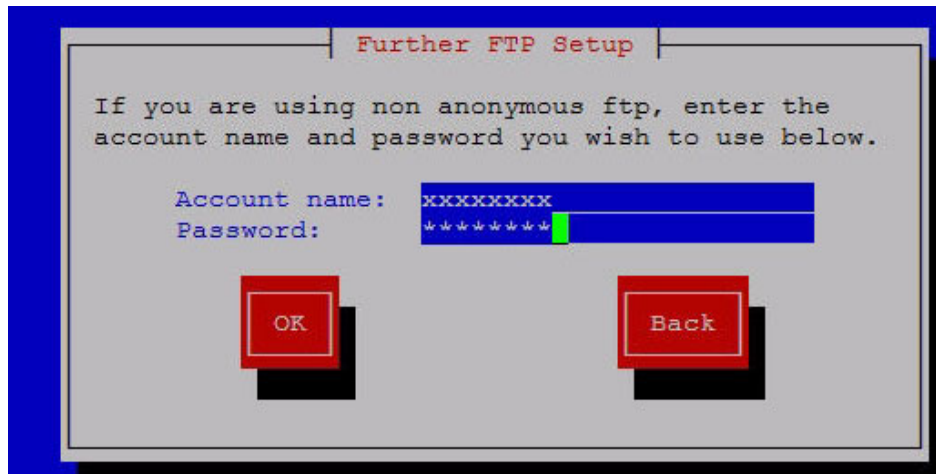 Further FTP Setup
If you are using non anonymous ftp, enter the
account name and password you wish to use below.
Account name: xxxxxxxx
Password: ********
OK Back